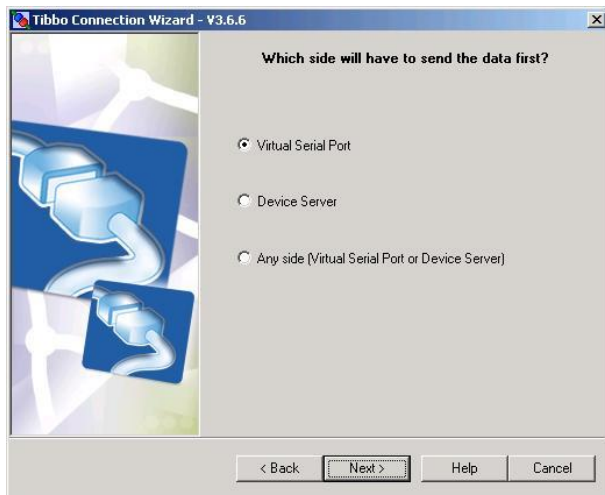 Tibbo Connection Wizard - V3.6.6
Which side will have to send the data first?
Virtual Serial Port
Device Server
Any side (Virtual Serial Port or Device Server)
< Back Next > Help Cancel